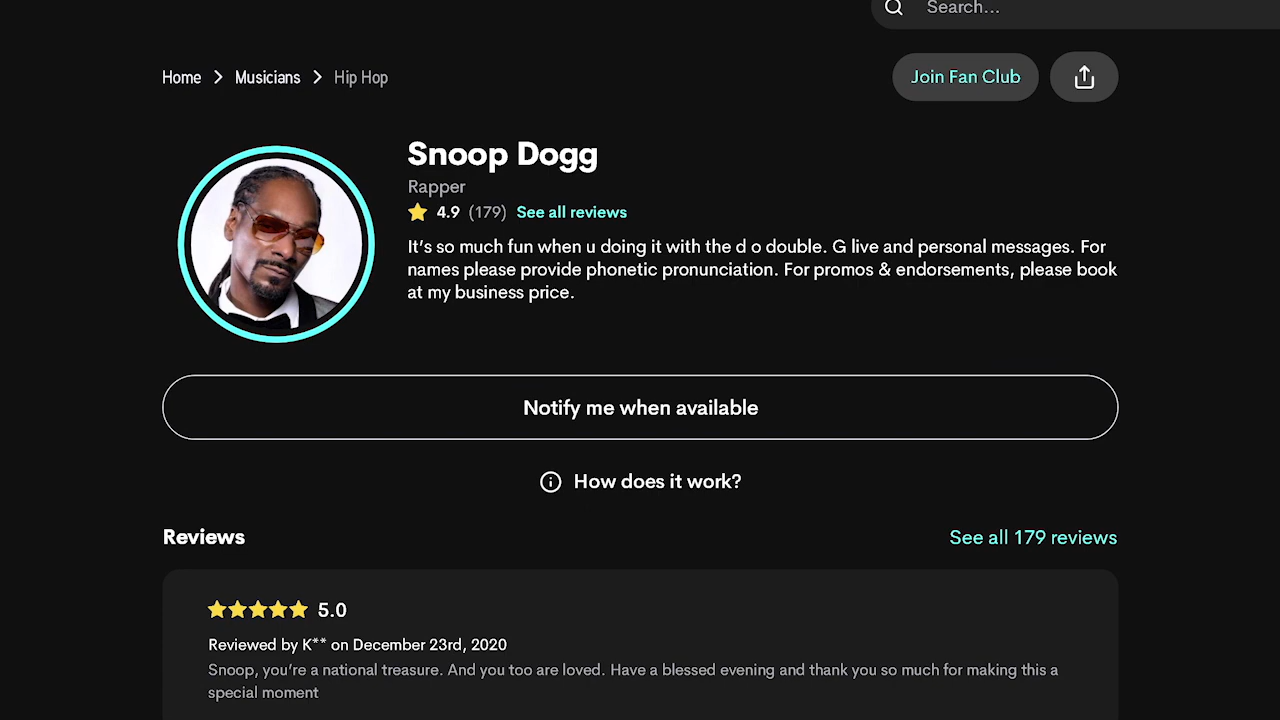 Search...
Home > Musicians > Hip Hop
Join Fan Club
Snoop Dogg
Rapper
4.9 (179) See all reviews
It’s so much fun when u doing it with the d o double. G live and personal messages. For
names please provide phonetic pronunciation. For promos & endorsements, please book
at my business price.
Notify me when available
How does it work?
Reviews
See all 179 reviews
5.0
Reviewed by K** on December 23rd, 2020
Snoop, you’re a national treasure. And you too are loved. Have a blessed evening and thank you so much for making this a
special moment